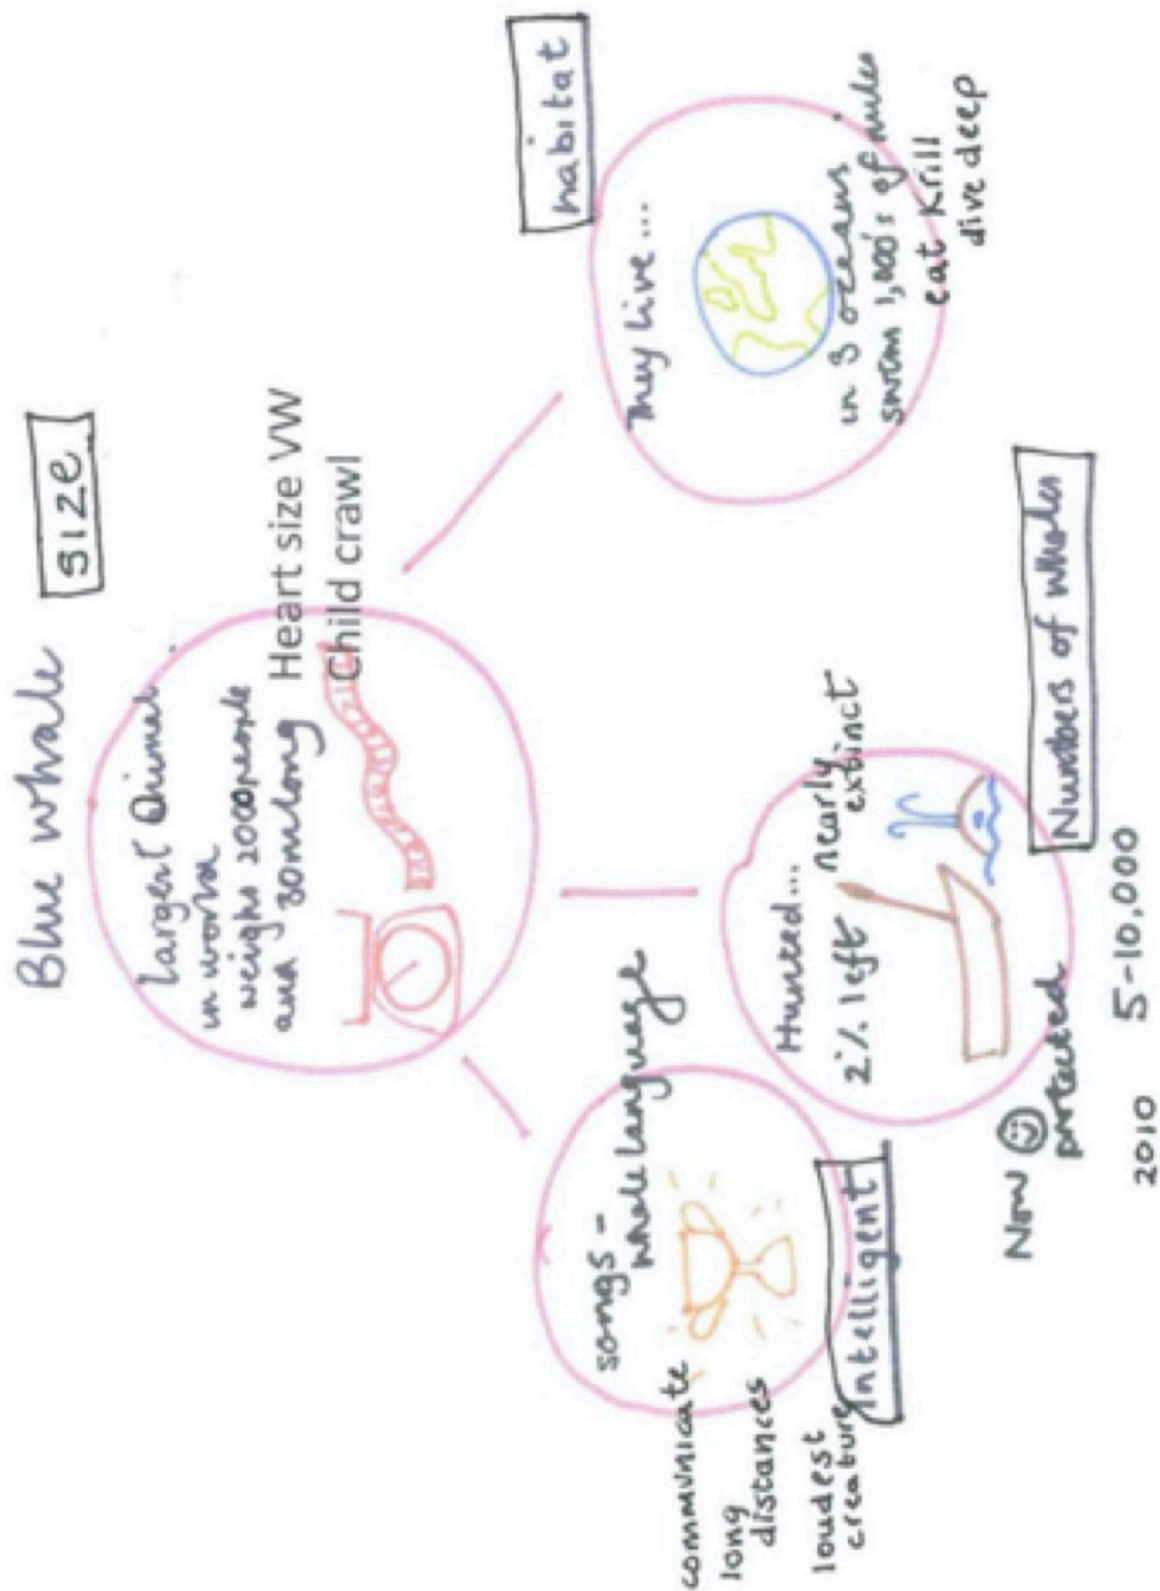 Blue whale
SIZE
Largest animal
in world
weighs 2000 people
and 30m long
Heart size VW
Child crawl
habitat
They live ....
in 3 oceans
swim 1,000's of miles
eat krill
dive deep
songs -
whale language
communicate
long
distances
loudest
creature
Intelligent
Hunted...
2% left
nearly
extinct
Numbers of whales
Now
protected
2010 5-10,000